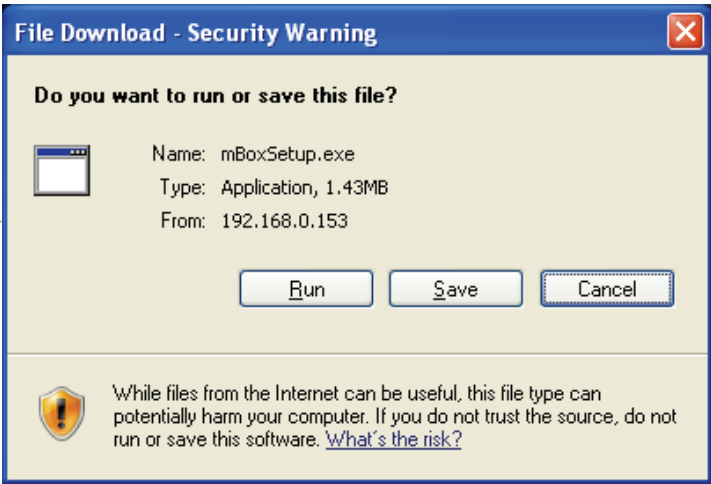 File Download - Security Warning
Do you want to run or save this file?
Name: mBoxSetup.exe
Type: Application, 1.43MB
From: 192.168.0.153
Run Save Cancel
While files from the Internet can be useful, this file type can
potentially harm your computer. If you do not trust the source, do not
run or save this software. What's the risk?